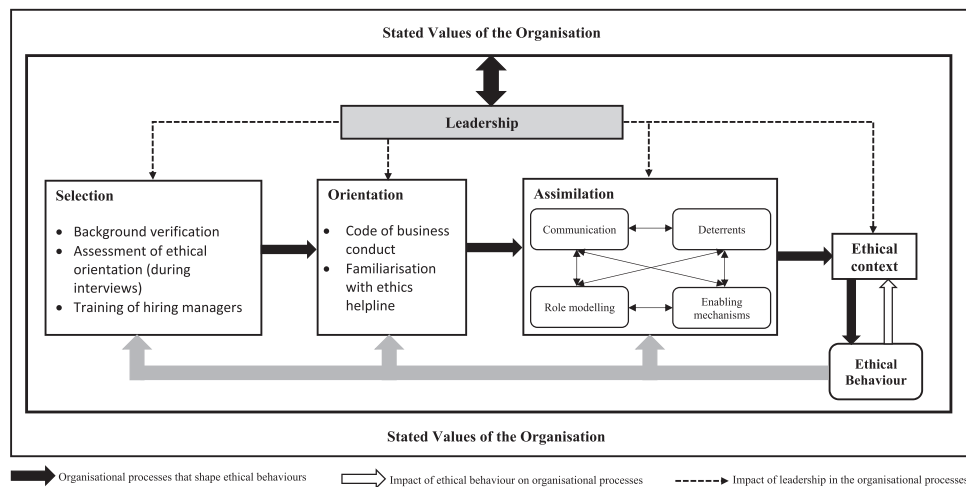 Stated Values of the Organisation
Leadership
Selection
• Background verification
• Assessment of ethical
orientation (during
interviews)
• Training of hiring managers
Orientation
• Code of business
conduct
• Familiarisation
with ethics
helpline
Assimilation
Communication
Deterrents
Role modelling
Enabling
mechanisms
Ethical
context
Ethical
Behaviour
Stated Values of the Organisation
Organisational processes that shape ethical behaviours
Impact of ethical behaviour on organisational processes
Impact of leadership in the organisational processes